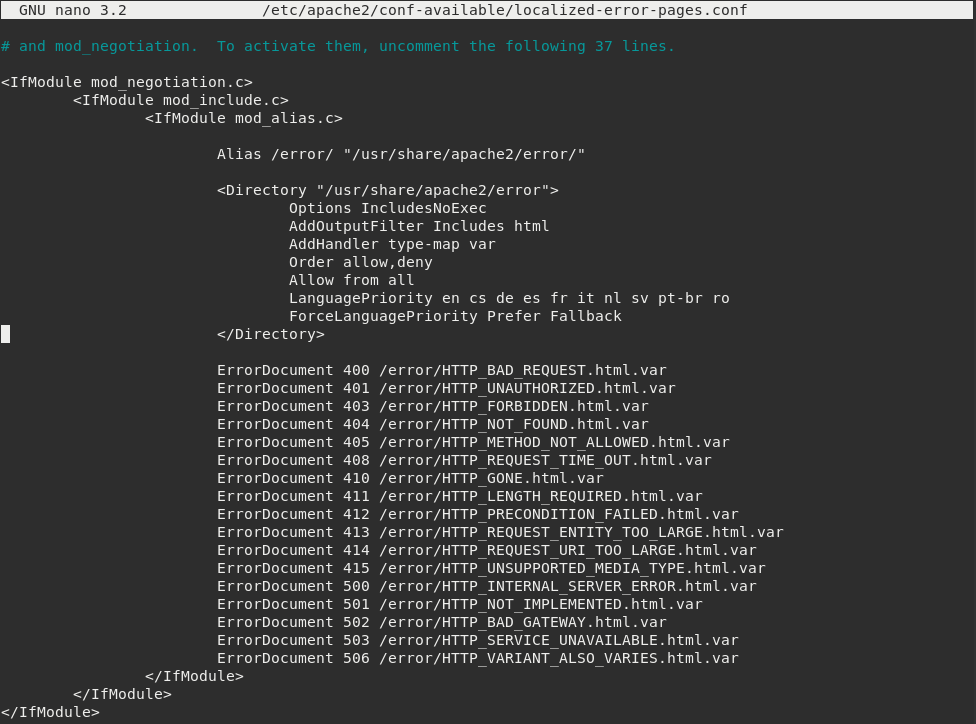 GNU nano 3.2               /etc/apache2/conf-available/localized-error-pages.conf
# and mod_negotiation.  To activate them, uncomment the following 37 lines.
<IfModule mod_negotiation.c>
        <IfModule mod_include.c>
                <IfModule mod_alias.c>
                        Alias /error/ "/usr/share/apache2/error/"
                        <Directory "/usr/share/apache2/error">
                                Options IncludesNoExec
                                AddOutputFilter Includes html
                                AddHandler type-map var
                                Order allow,deny
                                Allow from all
                                LanguagePriority en cs de es fr it nl sv pt-br ro
                                ForceLanguagePriority Prefer Fallback
                        </Directory>
                        ErrorDocument 400 /error/HTTP_BAD_REQUEST.html.var
                        ErrorDocument 401 /error/HTTP_UNAUTHORIZED.html.var
                        ErrorDocument 403 /error/HTTP_FORBIDDEN.html.var
                        ErrorDocument 404 /error/HTTP_NOT_FOUND.html.var
                        ErrorDocument 405 /error/HTTP_METHOD_NOT_ALLOWED.html.var
                        ErrorDocument 408 /error/HTTP_REQUEST_TIME_OUT.html.var
                        ErrorDocument 410 /error/HTTP_GONE.html.var
                        ErrorDocument 411 /error/HTTP_LENGTH_REQUIRED.html.var
                        ErrorDocument 412 /error/HTTP_PRECONDITION_FAILED.html.var
                        ErrorDocument 413 /error/HTTP_REQUEST_ENTITY_TOO_LARGE.html.var
                        ErrorDocument 414 /error/HTTP_REQUEST_URI_TOO_LARGE.html.var
                        ErrorDocument 415 /error/HTTP_UNSUPPORTED_MEDIA_TYPE.html.var
                        ErrorDocument 500 /error/HTTP_INTERNAL_SERVER_ERROR.html.var
                        ErrorDocument 501 /error/HTTP_NOT_IMPLEMENTED.html.var
                        ErrorDocument 502 /error/HTTP_BAD_GATEWAY.html.var
                        ErrorDocument 503 /error/HTTP_SERVICE_UNAVAILABLE.html.var
                        ErrorDocument 506 /error/HTTP_VARIANT_ALSO_VARIES.html.var
                </IfModule>
        </IfModule>
</IfModule>